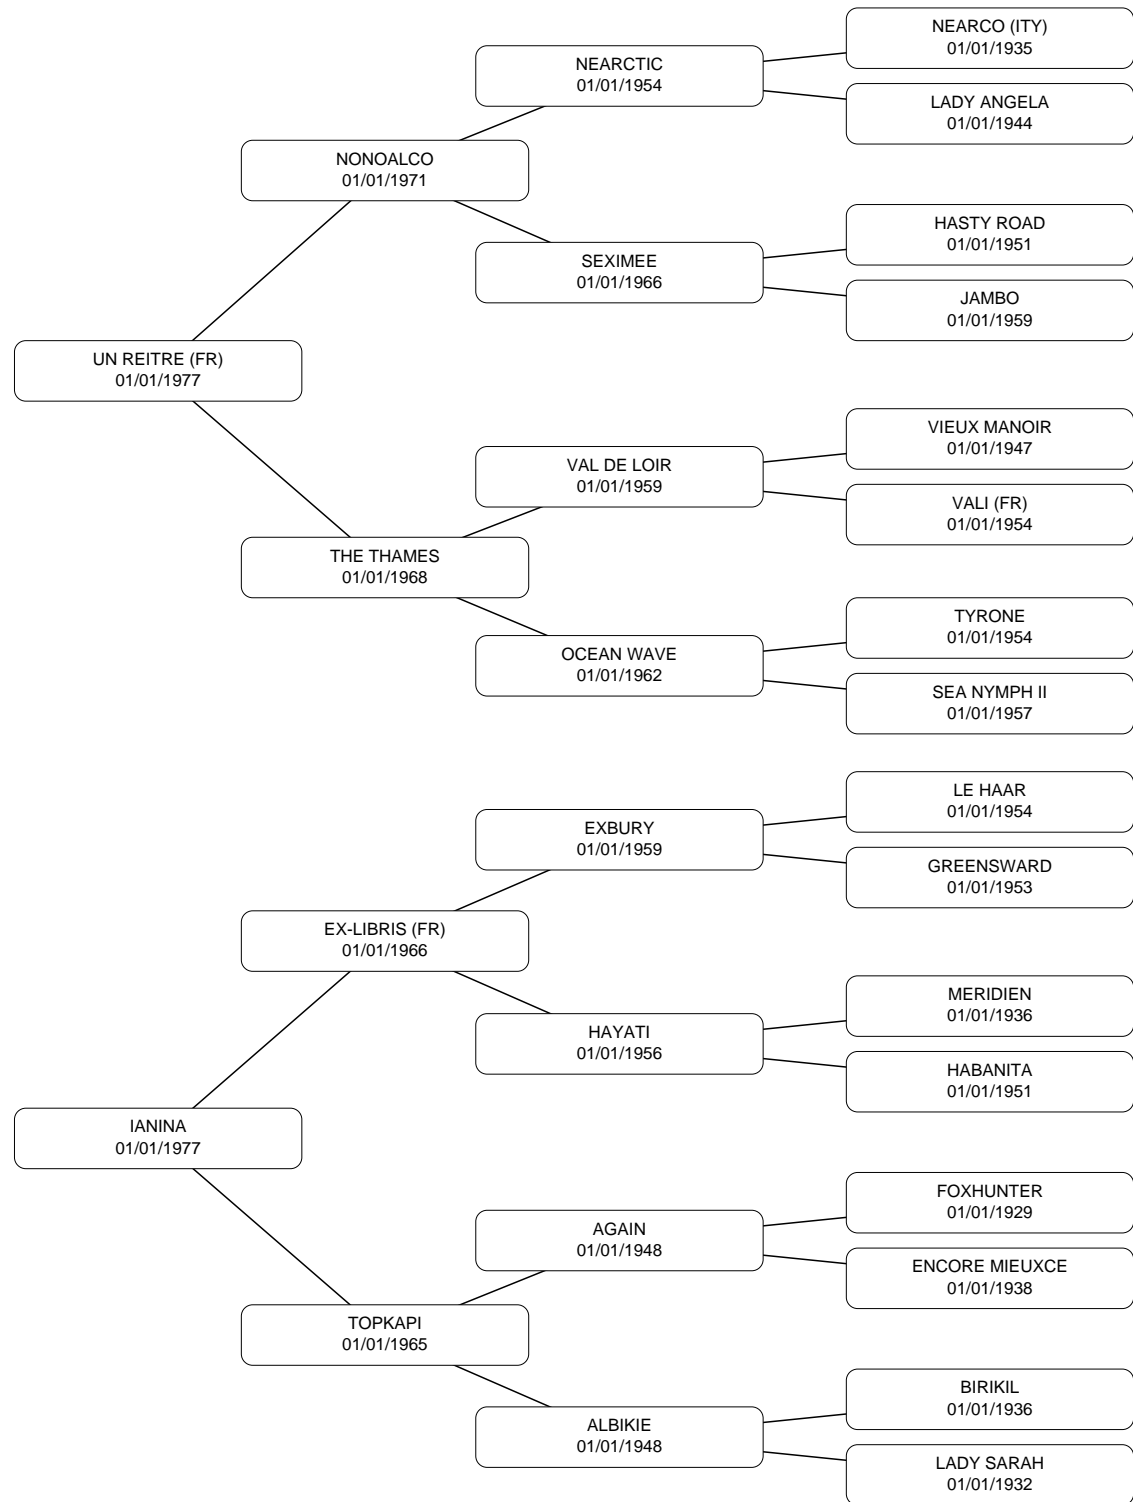 NEARCO (ITY)
01/01/1935
NEARCTIC
01/01/1954
LADY ANGELA
01/01/1944
NONOALCO
01/01/1971
HASTY ROAD
01/01/1951
SEXIMEE
01/01/1966
JAMBO
01/01/1959
UN REITRE (FR)
01/01/1977
VIEUX MANOIR
01/01/1947
VAL DE LOIR
01/01/1959
VALI (FR)
01/01/1954
THE THAMES
01/01/1968
TYRONE
01/01/1954
OCEAN WAVE
01/01/1962
SEA NYMPH II
01/01/1957
LE HAAR
01/01/1954
EXBURY
01/01/1959
GREENSWARD
01/01/1953
EX-LIBRIS (FR)
01/01/1966
MERIDIEN
01/01/1936
HAYATI
01/01/1956
HABANITA
01/01/1951
IANINA
01/01/1977
FOXHUNTER
01/01/1929
AGAIN
01/01/1948
ENCORE MIEUXCE
01/01/1938
TOPKAPI
01/01/1965
BIRIKIL
01/01/1936
ALBIKIE
01/01/1948
LADY SARAH
01/01/1932